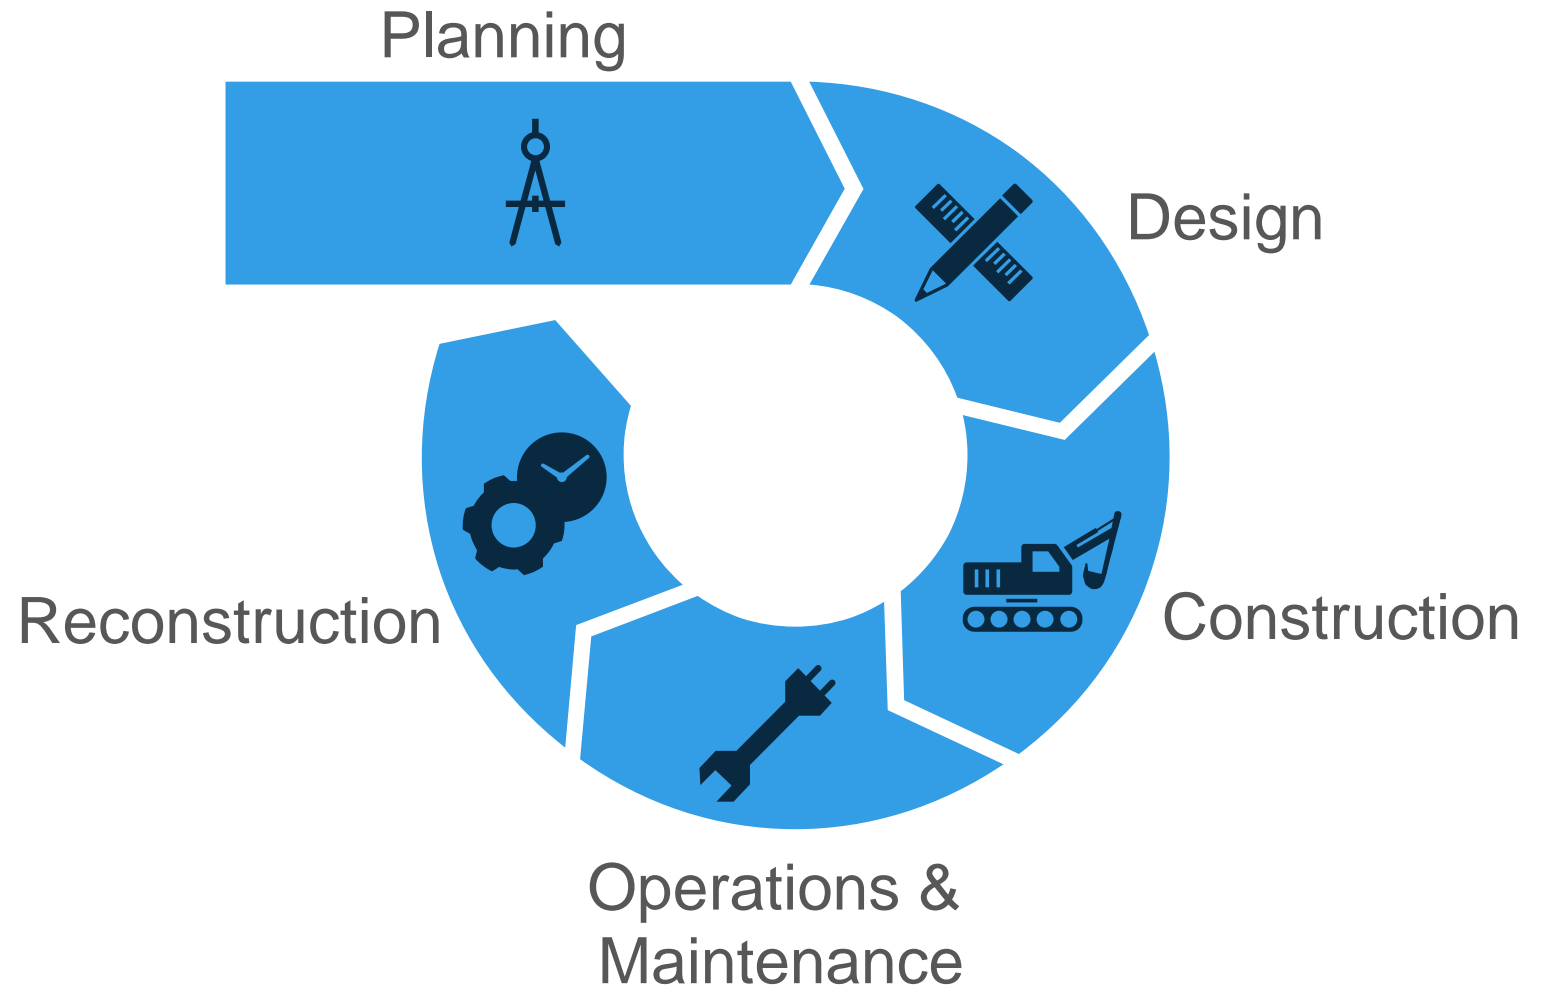 Planning
Design
Construction
Operations &
Maintenance
Reconstruction